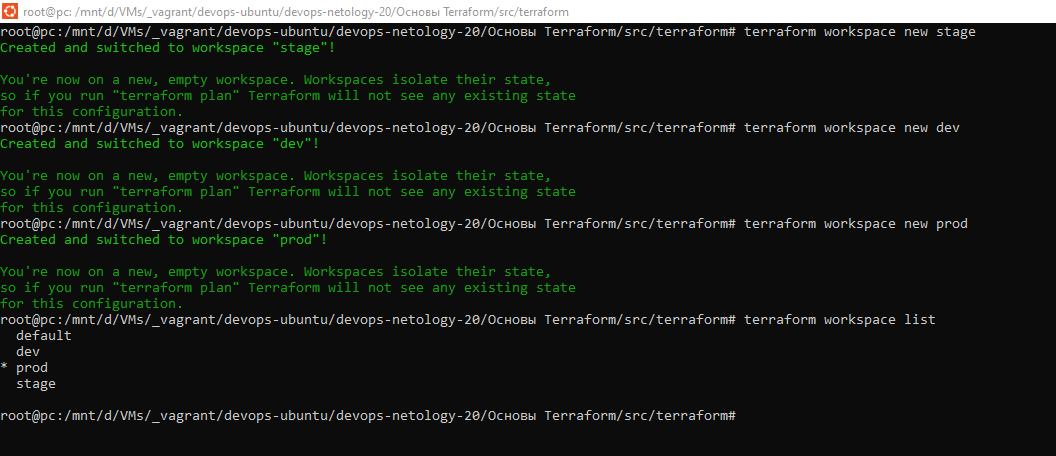 root@pc: /mnt/d/VMs/_vagrant/devops-ubuntu/devops-netology-20/Основы Terraform/src/terraform
root@pc:/mnt/d/VMs/_vagrant/devops-ubuntu/devops-netology-20/Основы Terraform/src/terraform# terraform workspace new stage
Created and switched to workspace "stage"!

You're now on a new, empty workspace. Workspaces isolate their state,
so if you run "terraform plan" Terraform will not see any existing state
for this configuration.
root@pc:/mnt/d/VMs/_vagrant/devops-ubuntu/devops-netology-20/Основы Terraform/src/terraform# terraform workspace new dev
Created and switched to workspace "dev"!

You're now on a new, empty workspace. Workspaces isolate their state,
so if you run "terraform plan" Terraform will not see any existing state
for this configuration.
root@pc:/mnt/d/VMs/_vagrant/devops-ubuntu/devops-netology-20/Основы Terraform/src/terraform# terraform workspace new prod
Created and switched to workspace "prod"!

You're now on a new, empty workspace. Workspaces isolate their state,
so if you run "terraform plan" Terraform will not see any existing state
for this configuration.
root@pc:/mnt/d/VMs/_vagrant/devops-ubuntu/devops-netology-20/Основы Terraform/src/terraform# terraform workspace list
  default
  dev
* prod
  stage

root@pc:/mnt/d/VMs/_vagrant/devops-ubuntu/devops-netology-20/Основы Terraform/src/terraform#